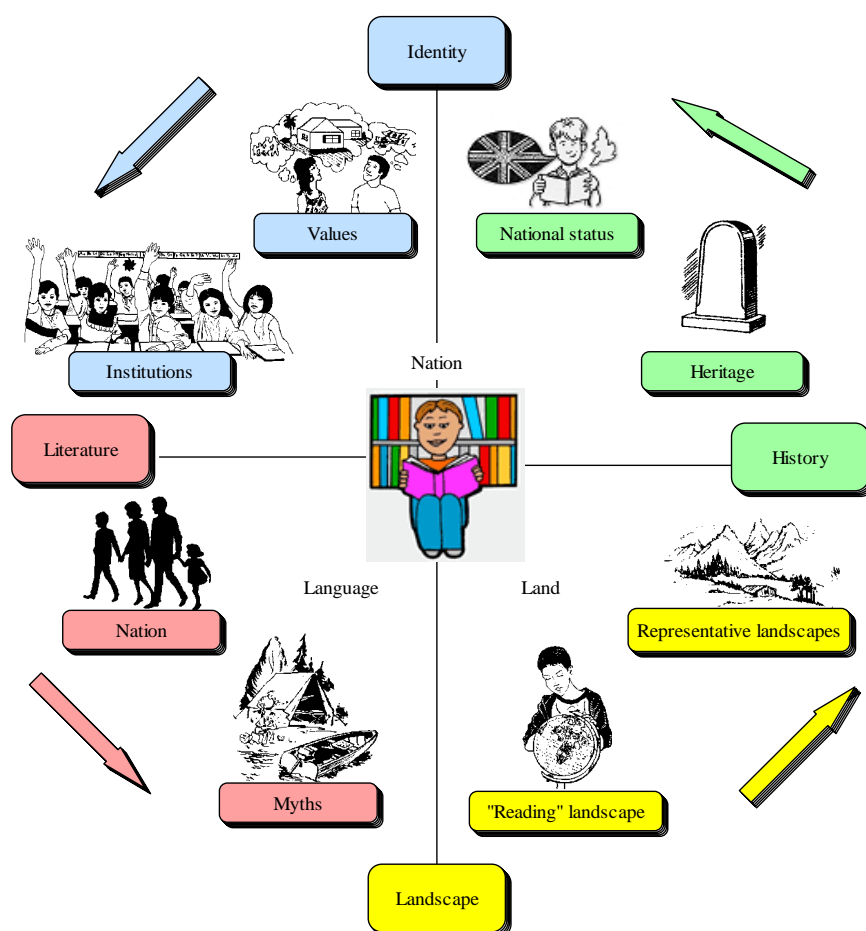 Identity
Values
National status
Institutions
Nation
Heritage
Literature
History
Language
Land
Nation
Representative landscapes
Myths
"Reading" landscape
Landscape